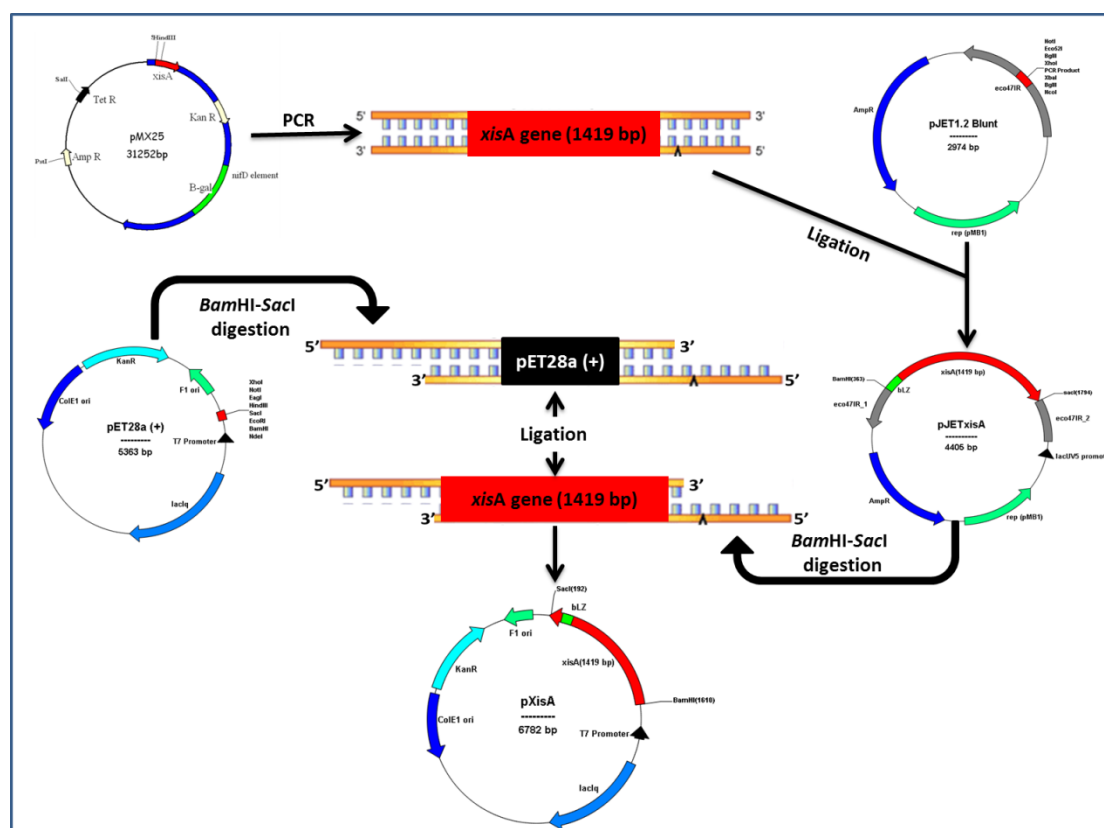 !HindIII
xisA
SalI
Tet R
Kan R
pMX25
31252bp
PstI
Amp R
B-gal
nifD element
PCR
5'
3'
xisA gene (1419 bp)
3'
5'
NotI
Eco52I
BglII
XhoI
PCR Product
XbaI
BglII
NcoI
eco47IR
AmpR
pJET1.2 Blunt
---------
2974 bp
rep (pMB1)
Ligation
BamHI-SacI
digestion
5'
3'
pET28a (+)
3'
5'
KanR
F1 ori
ColE1 ori
XhoI
NotI
EagI
HindIII
SacI
EcoRI
BamHI
NdeI
pET28a (+)
---------
5363 bp
T7 Promoter
lacIq
Ligation
5'
3'
xisA gene (1419 bp)
3'
5'
xisA(1419 bp)
BamHI(363)
bLZ
sacI(1794)
eco47IR_1
eco47IR_2
pJETxisA
---------
4405 bp
lacUV5 promot
AmpR
rep (pMB1)
BamHI-SacI
digestion
SacI(192)
bLZ
F1 ori
KanR
xisA(1419 bp)
pXisA
---------
6782 bp
BamHI(1618)
ColE1 ori
T7 Promoter
lacIq